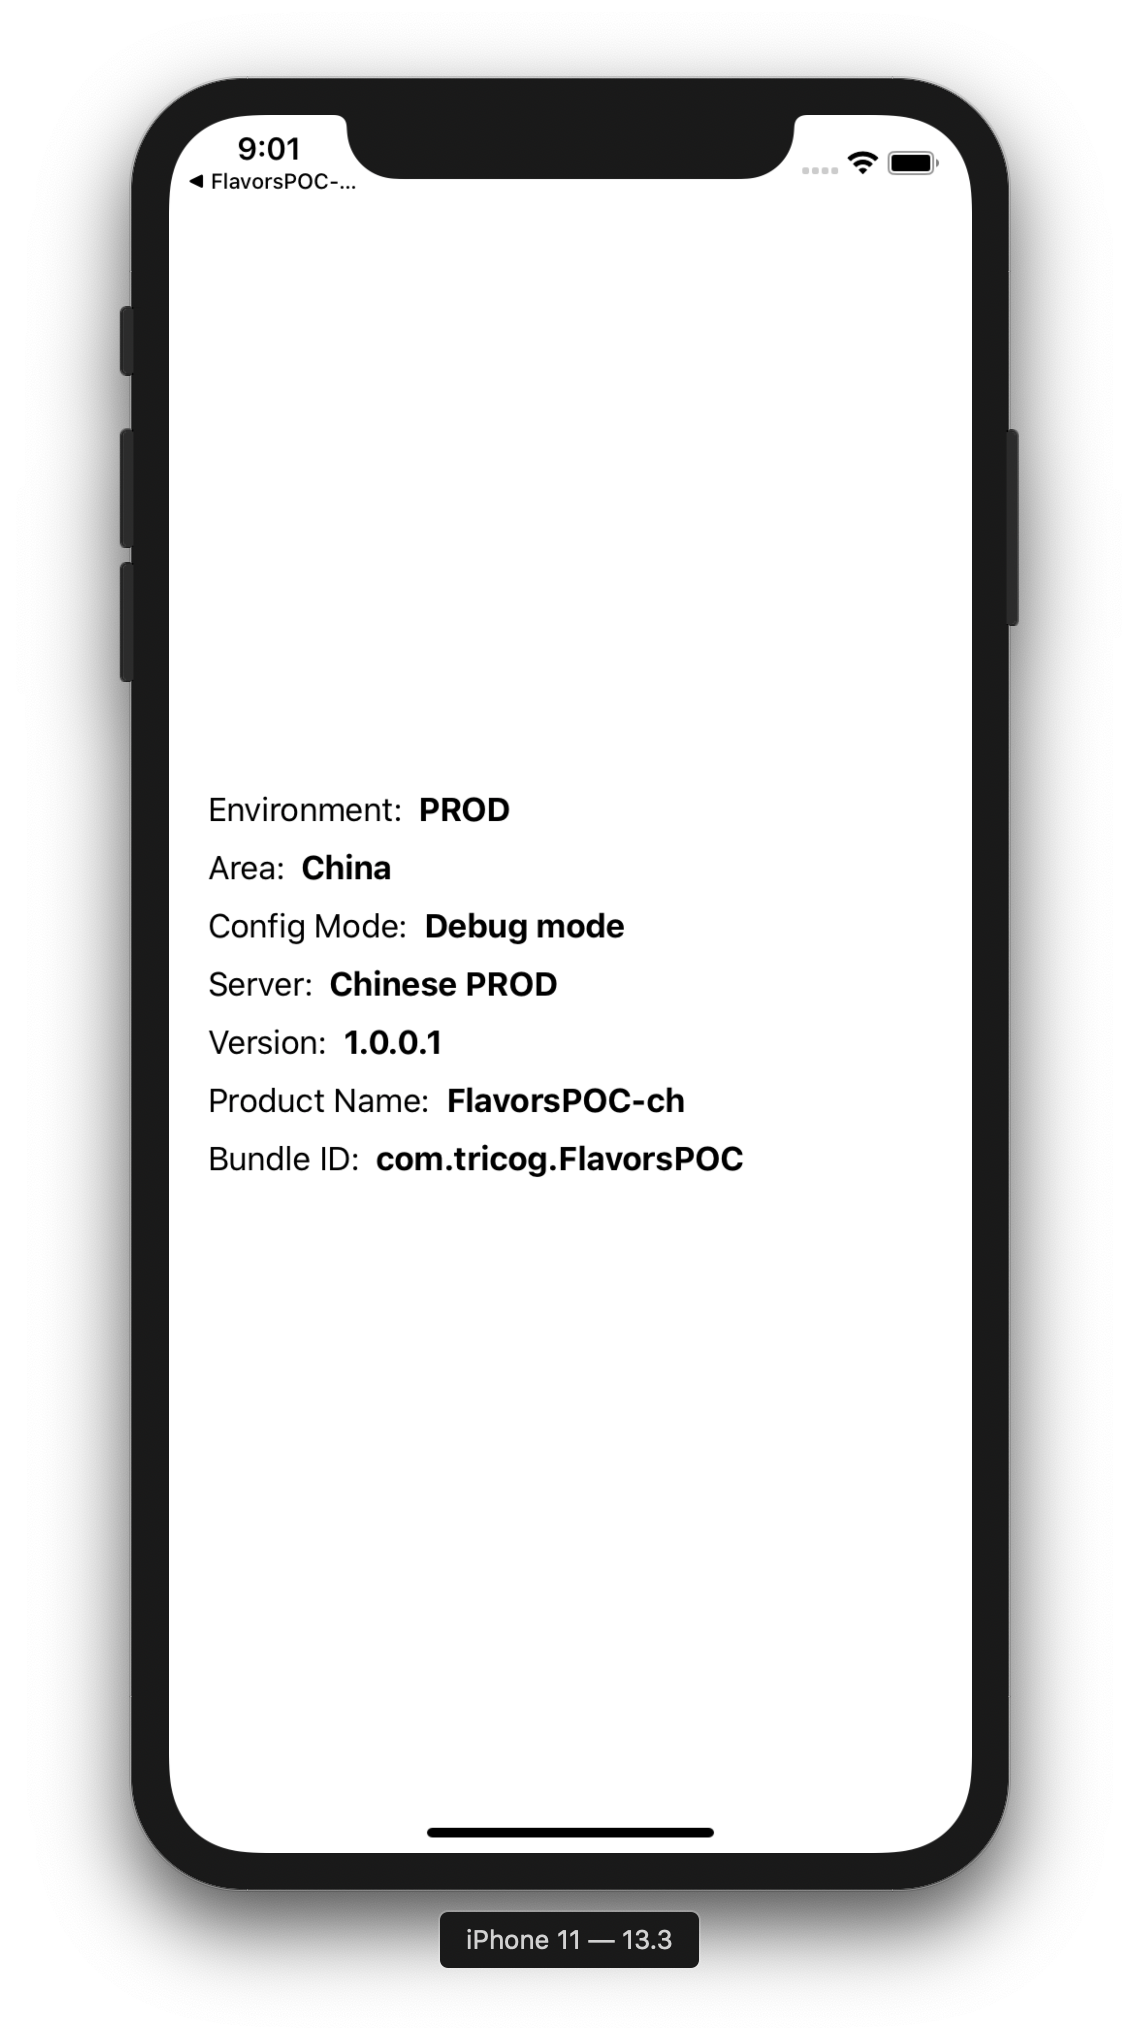 9:01
◀ FlavorsPOC-...
Environment: PROD
Area: China
Config Mode: Debug mode
Server: Chinese PROD
Version: 1.0.0.1
Product Name: FlavorsPOC-ch
Bundle ID: com.tricog.FlavorsPOC
iPhone 11 — 13.3